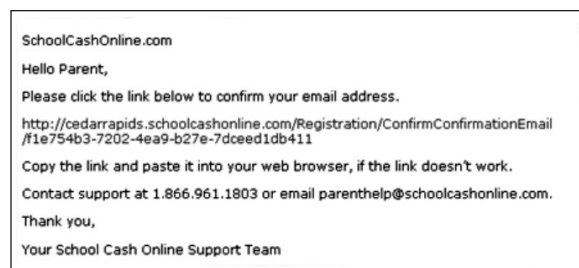 SchoolCashOnline.com
Hello Parent,
Please click the link below to confirm your email address.
http://cedarrapids.schoolcashonline.com/Registration/ConfirmConfirmationEmail
/f1e754b3-7202-4ea9-b27e-7dceed1db411
Copy the link and paste it into your web browser, if the link doesn't work.
Contact support at 1.866.961.1803 or email parenthelp@schoolcashonline.com.
Thank you,
Your School Cash Online Support Team